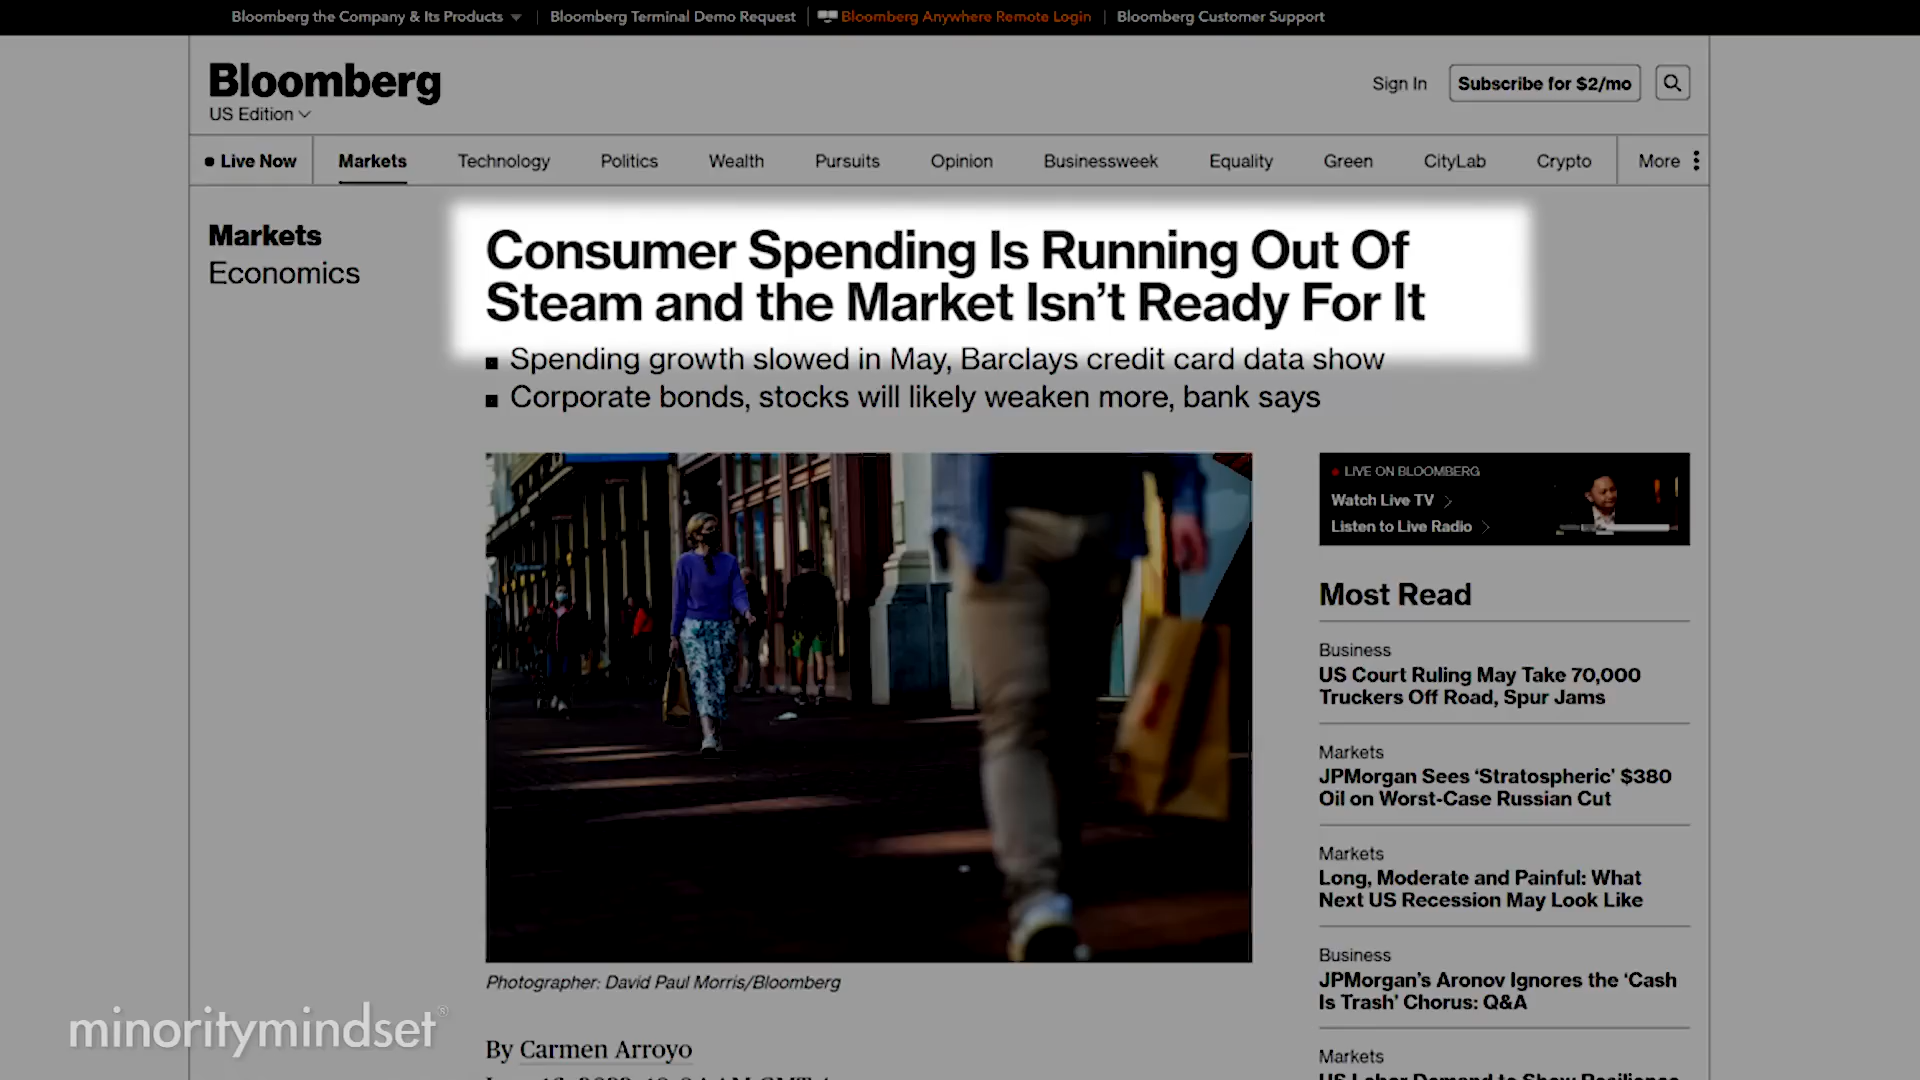 Bloomberg the Company & Its Products
Bloomberg Terminal Demo Request
Bloomberg Anywhere Remote Login
Bloomberg Customer Support
Bloomberg
US Edition
Sign In
Subscribe for $2/mo
Live Now
Markets
Technology
Politics
Wealth
Pursuits
Opinion
Businessweek
Equality
Green
CityLab
Crypto
More
Markets
Economics
Consumer Spending Is Running Out Of
Steam and the Market Isn't Ready For It
Spending growth slowed in May, Barclays credit card data show
Corporate bonds, stocks will likely weaken more, bank says
Photographer: David Paul Morris/Bloomberg
By Carmen Arroyo
LIVE ON BLOOMBERG
Watch Live TV
Listen to Live Radio
Most Read
Business
US Court Ruling May Take 70,000
Truckers Off Road, Spur Jams
Markets
JPMorgan Sees 'Stratospheric' $380
Oil on Worst-Case Russian Cut
Markets
Long, Moderate and Painful: What
Next US Recession May Look Like
Business
JPMorgan's Aronov Ignores the 'Cash
Is Trash' Chorus: Q&A
Markets
US Labor Demand to Show Resilience
minoritymindset®